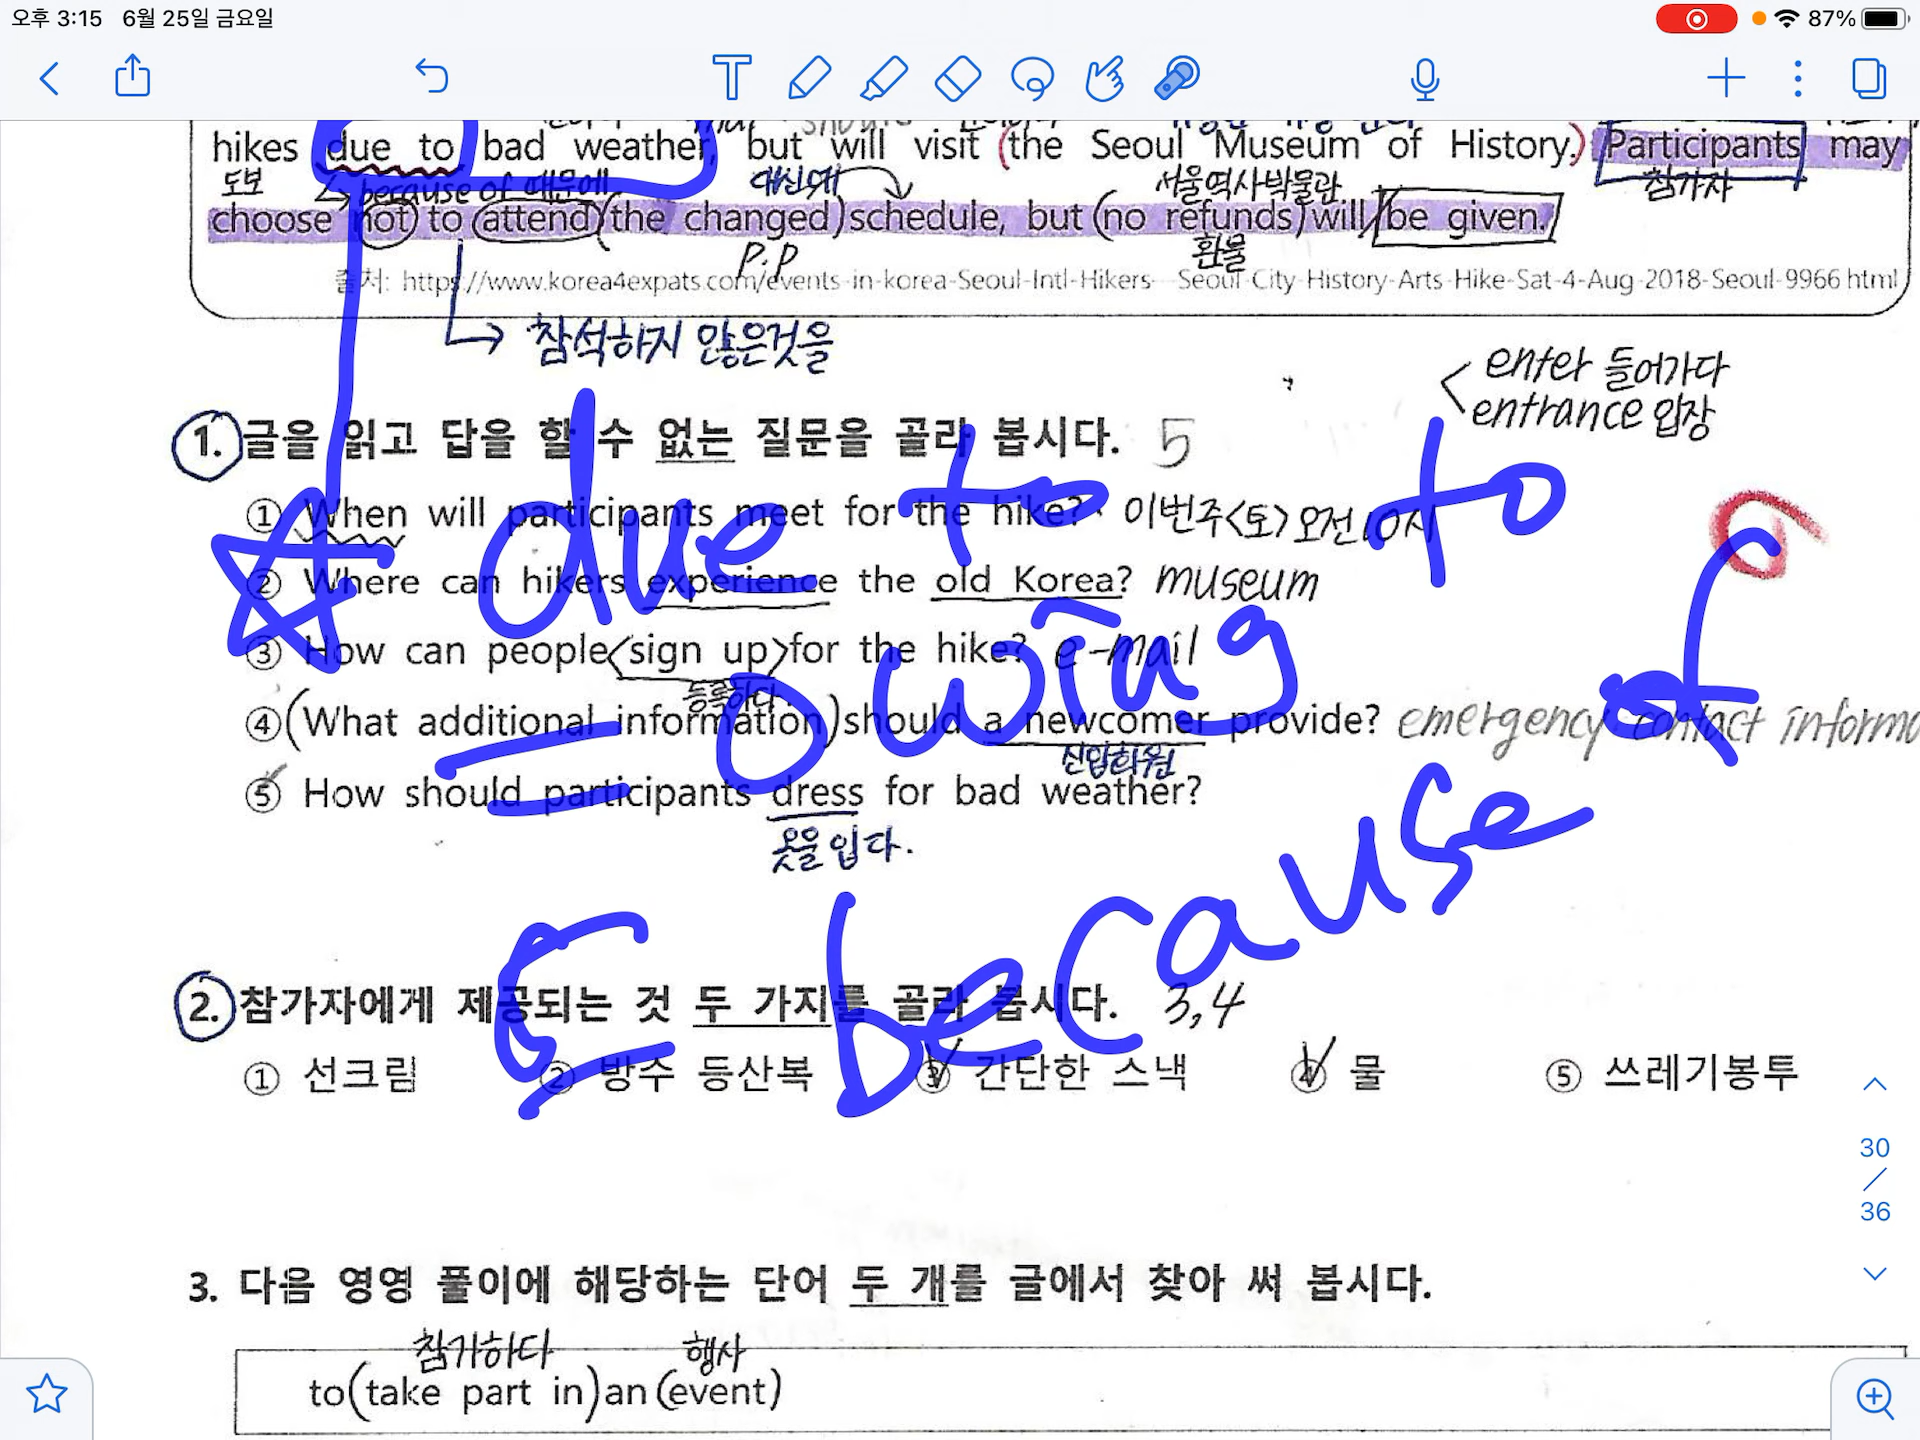 오후 3:15 6월 25일 금요일 87%
hikes due to bad weather, but will visit (the Seoul Museum of History.) Participants may
도보 because of 때문에 대신에 서울역사박물관 참가자
choose not to attend (the changed) schedule, but (no refunds) will be given.
P.P 환불
출처: https://www.korea4expats.com/events-in-korea-Seoul-Intl-Hikers- Seoul-City-History-Arts-Hike-Sat-4-Aug-2018-Seoul-9966 html
참석하지 않은것을
enter 들어가다
entrance 입장
1. 글을 읽고 답을 할 수 없는 질문을 골라 봅시다. 5
① When will participants meet for the hike? 이번주<토> 오전 10시
due to
② Where can hikers experience the old Korea? museum
③ How can people <sign up> for the hike? e-mail
등록하다.
owing to
④ (What additional information) should a newcomer provide? emergency contact informa
신입회원
⑤ How should participants dress for bad weather?
옷을 입다.
because of
2. 참가자에게 제공되는 것 두 가지를 골라 봅시다. 3,4
① 선크림 ② 방수 등산복 ③ 간단한 스낵 ④ 물 ⑤ 쓰레기봉투
30
/
36
3. 다음 영영 풀이에 해당하는 단어 두 개를 글에서 찾아 써 봅시다.
참가하다 행사
to (take part in) an (event)